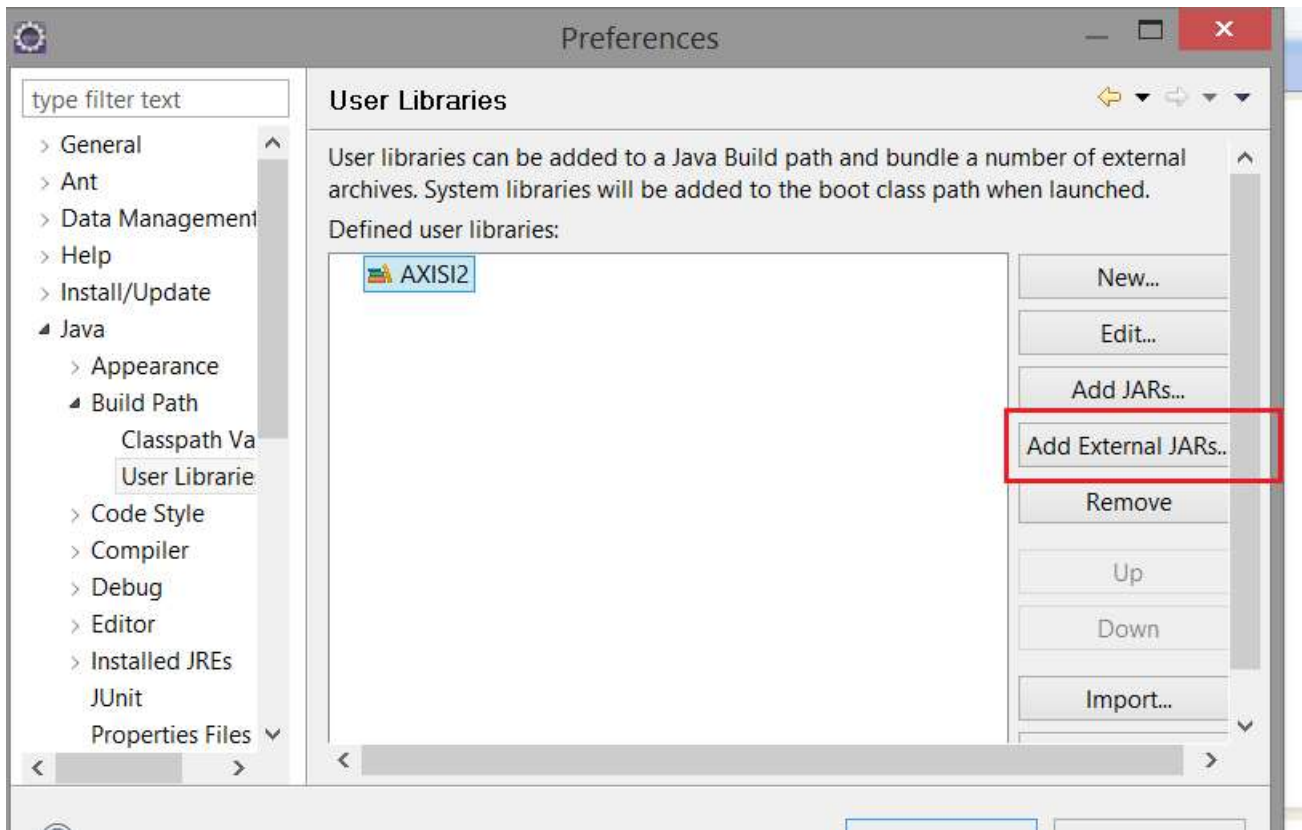 Preferences
type filter text
General
Ant
Data Management
Help
Install/Update
Java
Appearance
Build Path
Classpath Va
User Librarie
Code Style
Compiler
Debug
Editor
Installed JREs
JUnit
Properties Files
User Libraries
User libraries can be added to a Java Build path and bundle a number of external
archives. System libraries will be added to the boot class path when launched.
Defined user libraries:
AXISI2
New...
Edit...
Add JARs...
Add External JARs..
Remove
Up
Down
Import...